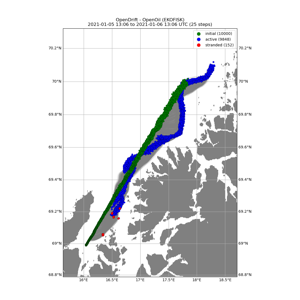 OpenDrift - OpenOil (EKOFISK)
2021-01-05 13:06 to 2021-01-06 13:06 UTC (25 steps)
initial (10000)
active (9848)
stranded (152)
70.2°N
70°N
69.8°N
69.6°N
69.4°N
69.2°N
69°N
68.8°N
70.2°N
70°N
69.8°N
69.6°N
69.4°N
69.2°N
69°N
68.8°N
16°E
16.5°E
17°E
17.5°E
18°E
18.5°E